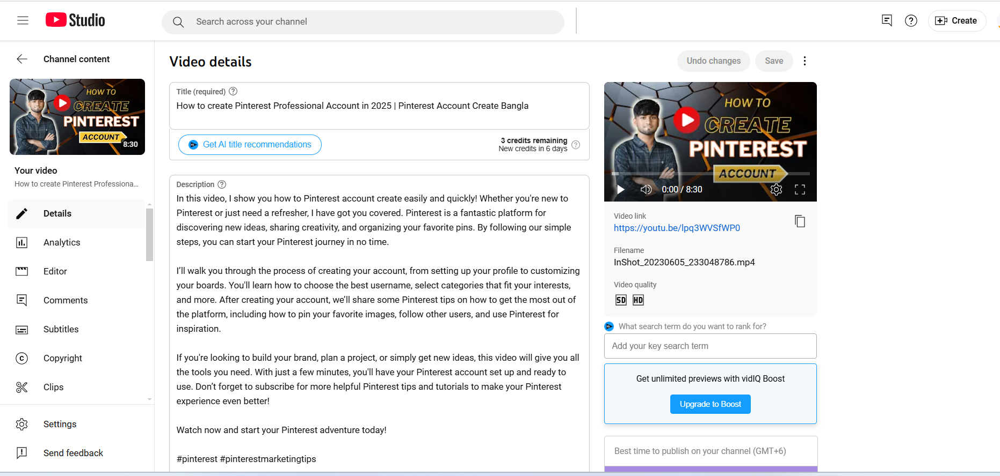 Studio
Search across your channel
Create
Channel content
HOW TO
CREATE
PINTEREST
ACCOUNT
8:30
Your video
How to create Pinterest Professiona...
Details
Analytics
Editor
Comments
Subtitles
Copyright
Clips
Settings
Send feedback
Video details
Undo changes
Save
Title (required)
How to create Pinterest Professional Account in 2025 | Pinterest Account Create Bangla
Get AI title recommendations
3 credits remaining
New credits in 6 days
Description
In this video, I show you how to Pinterest account create easily and quickly! Whether you're new to
Pinterest or just need a refresher, I have got you covered. Pinterest is a fantastic platform for
discovering new ideas, sharing creativity, and organizing your favorite pins. By following our simple
steps, you can start your Pinterest journey in no time.
I’ll walk you through the process of creating your account, from setting up your profile to customizing
your boards. You'll learn how to choose the best username, select categories that fit your interests,
and more. After creating your account, we’ll share some Pinterest tips on how to get the most out of
the platform, including how to pin your favorite images, follow other users, and use Pinterest for
inspiration.
If you're looking to build your brand, plan a project, or simply get new ideas, this video will give you all
the tools you need. With just a few minutes, you'll have your Pinterest account set up and ready to
use. Don’t forget to subscribe for more helpful Pinterest tips and tutorials to make your Pinterest
experience even better!
Watch now and start your Pinterest adventure today!
#pinterest #pinterestmarketingtips
HOW TO
CREATE
PINTEREST
ACCOUNT
0:00 / 8:30
Video link
https://youtu.be/lpq3WVSfWP0
Filename
InShot_20230605_233048786.mp4
Video quality
SD HD
What search term do you want to rank for?
Add your key search term
Get unlimited previews with vidIQ Boost
Upgrade to Boost
Best time to publish on your channel (GMT+6)